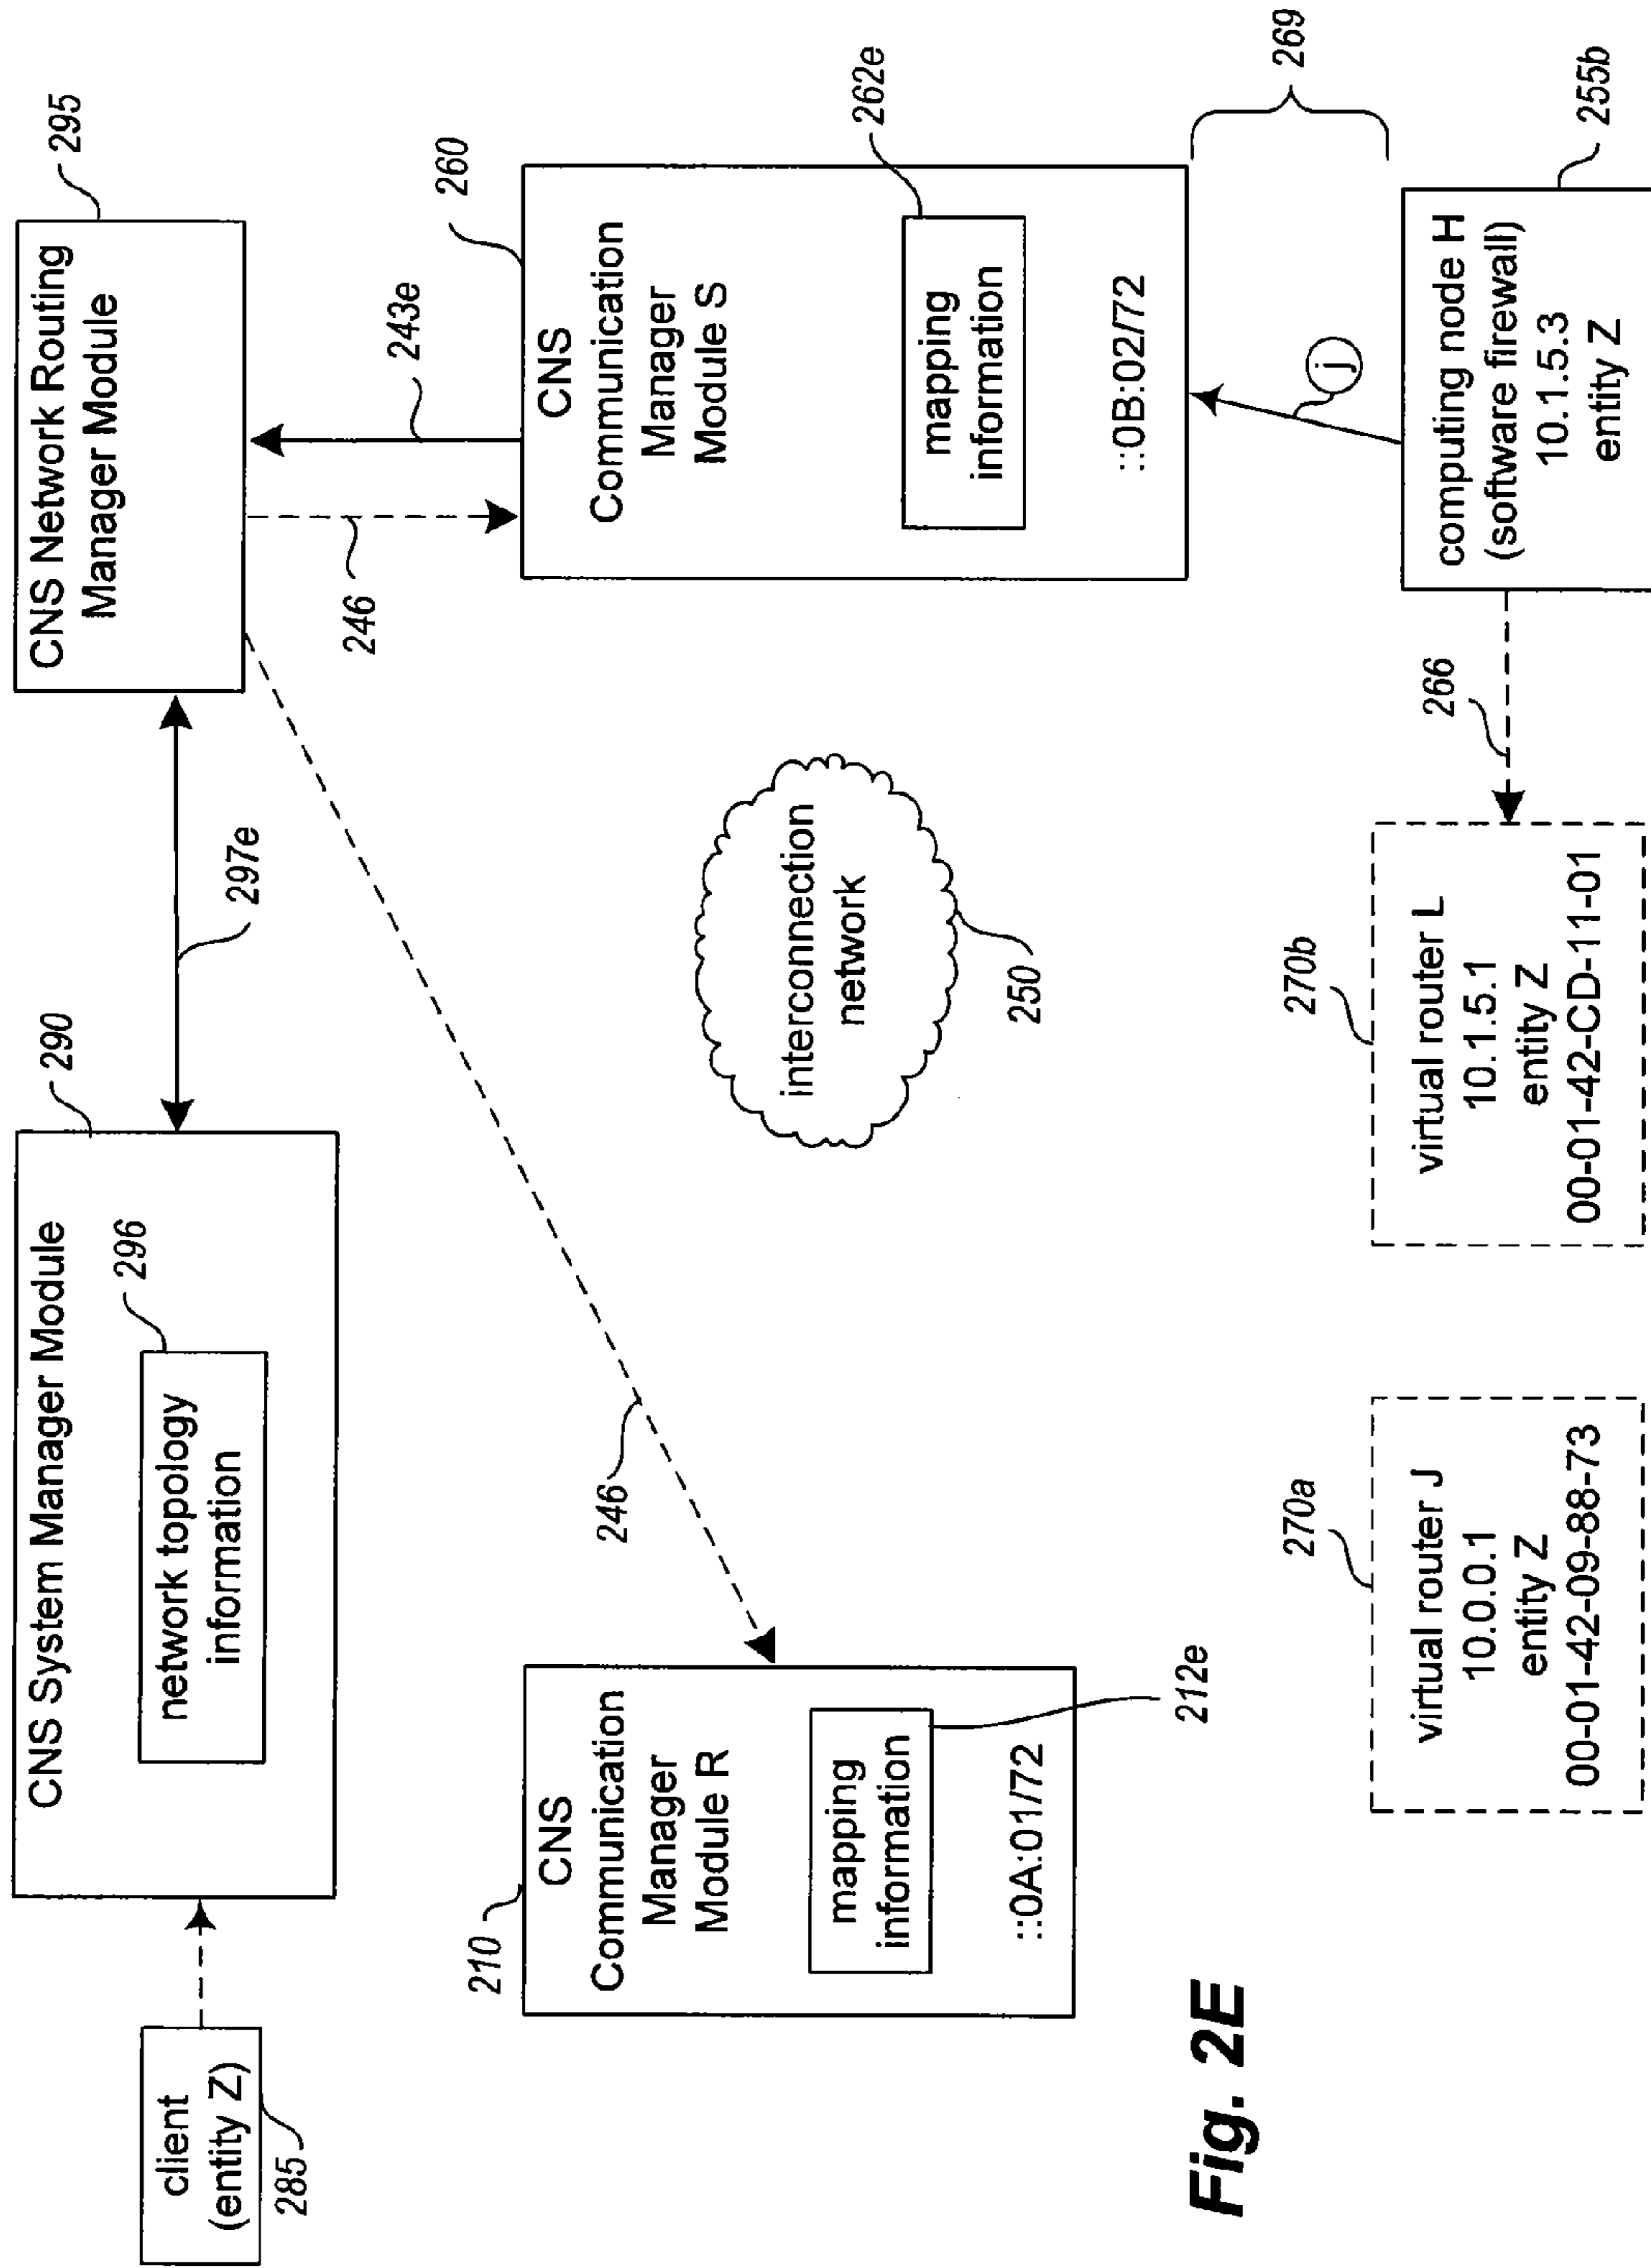 client
(entity Z)
285
CNS System Manager Module
290
network topology
information
296
297e
CNS Network Routing
Manager Module
295
246
246
243e
210
CNS
Communication
Manager
Module R
mapping
information
212e
::0A:01/72
interconnection
network
250
CNS
Communication
Manager
Module S
260
mapping
information
262e
::0B:02/72
269
j
270a
virtual router J
10.0.0.1
entity Z
00-01-42-09-88-73
270b
virtual router L
10.1.5.1
entity Z
00-01-42-CD-11-01
266
computing node H
(software firewall)
10.1.5.3
entity Z
255b
Fig. 2E